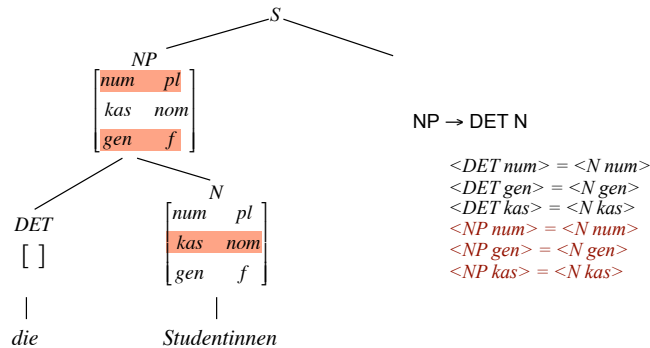 S
NP
num pl
kas nom
gen f
NP → DET N
<DET num> = <N num>
<DET gen> = <N gen>
<DET kas> = <N kas>
<NP num> = <N num>
<NP gen> = <N gen>
<NP kas> = <N kas>
DET
[ ]
N
num pl
kas nom
gen f
die Studentinnen